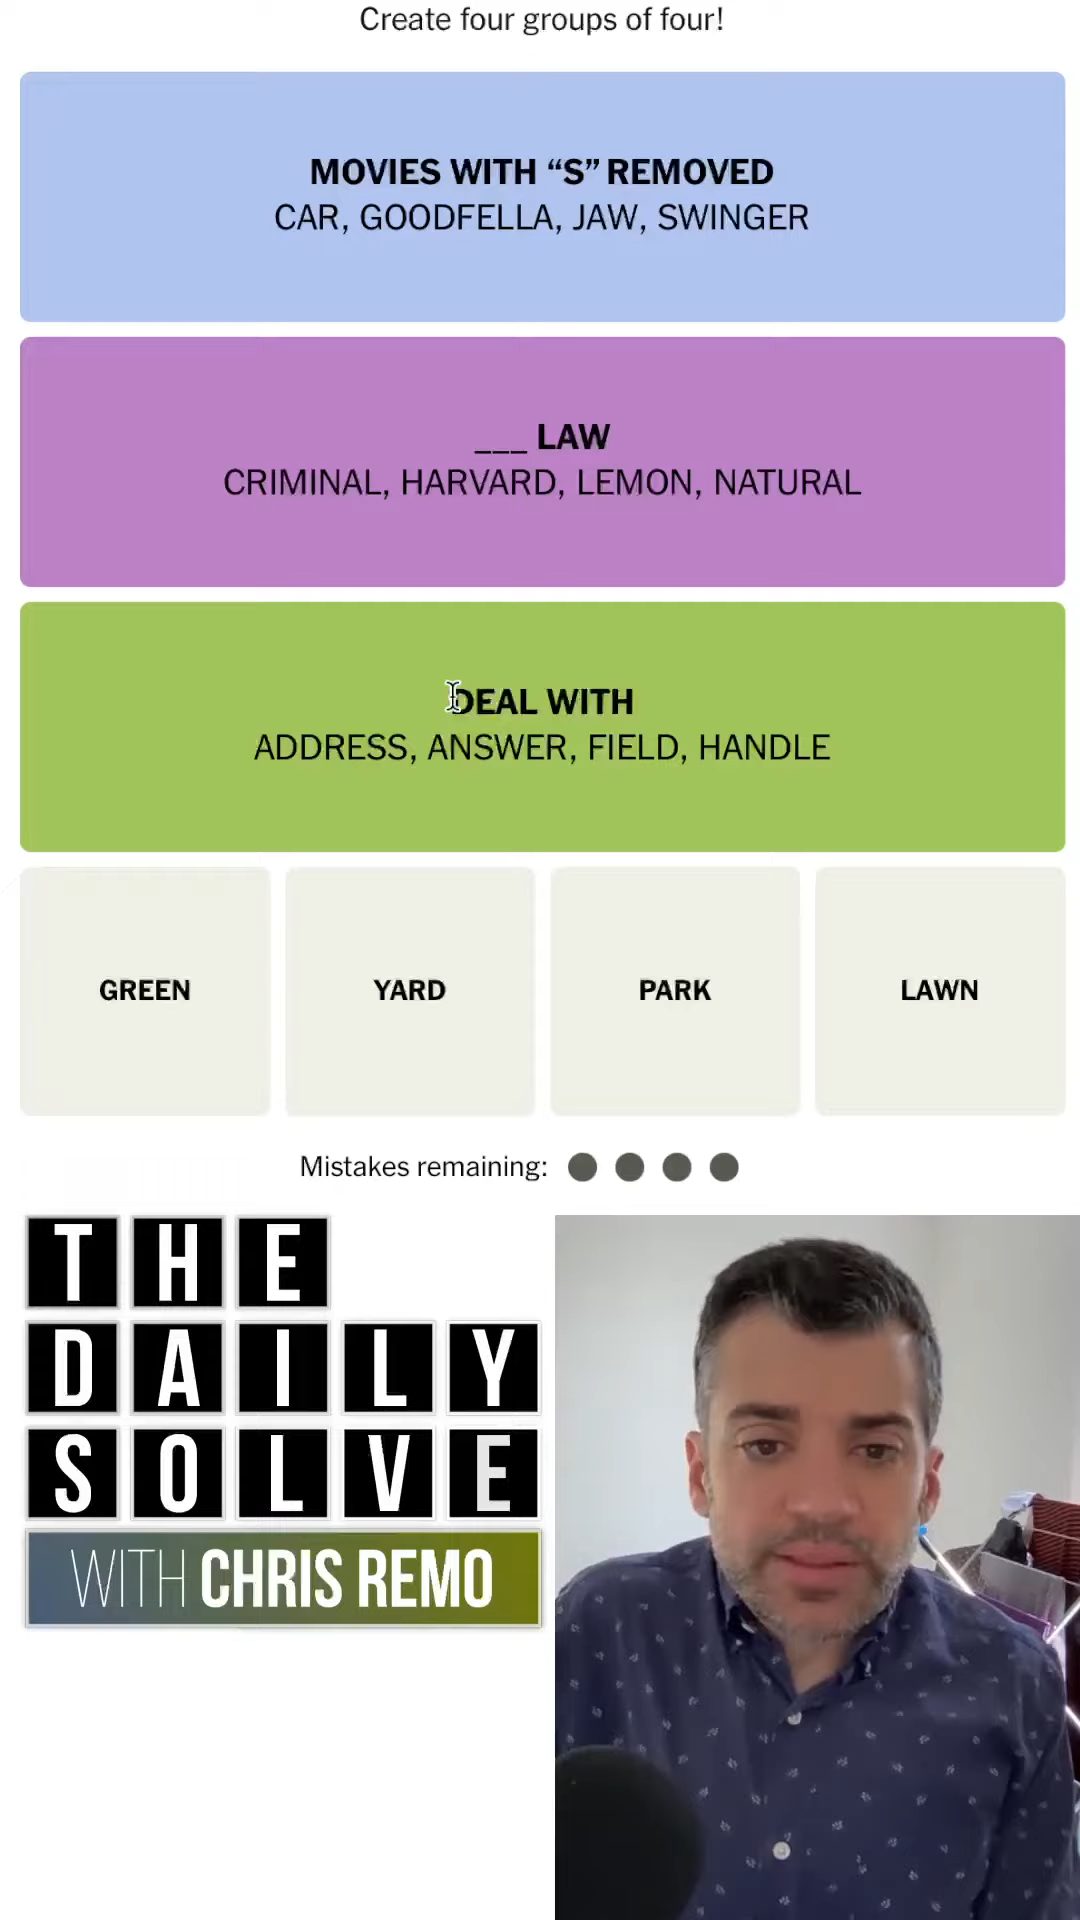 Create four groups of four!
MOVIES WITH “S” REMOVED
CAR, GOODFELLA, JAW, SWINGER
___ LAW
CRIMINAL, HARVARD, LEMON, NATURAL
DEAL WITH
ADDRESS, ANSWER, FIELD, HANDLE
GREEN YARD PARK LAWN
Mistakes remaining:
THE
DAILY
SOLVE
WITH CHRIS REMO